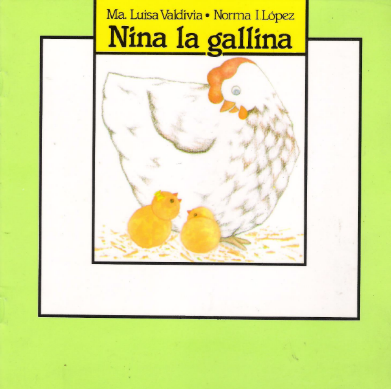 Ma. Luisa Valdivia • Norma I. López
Nina la gallina